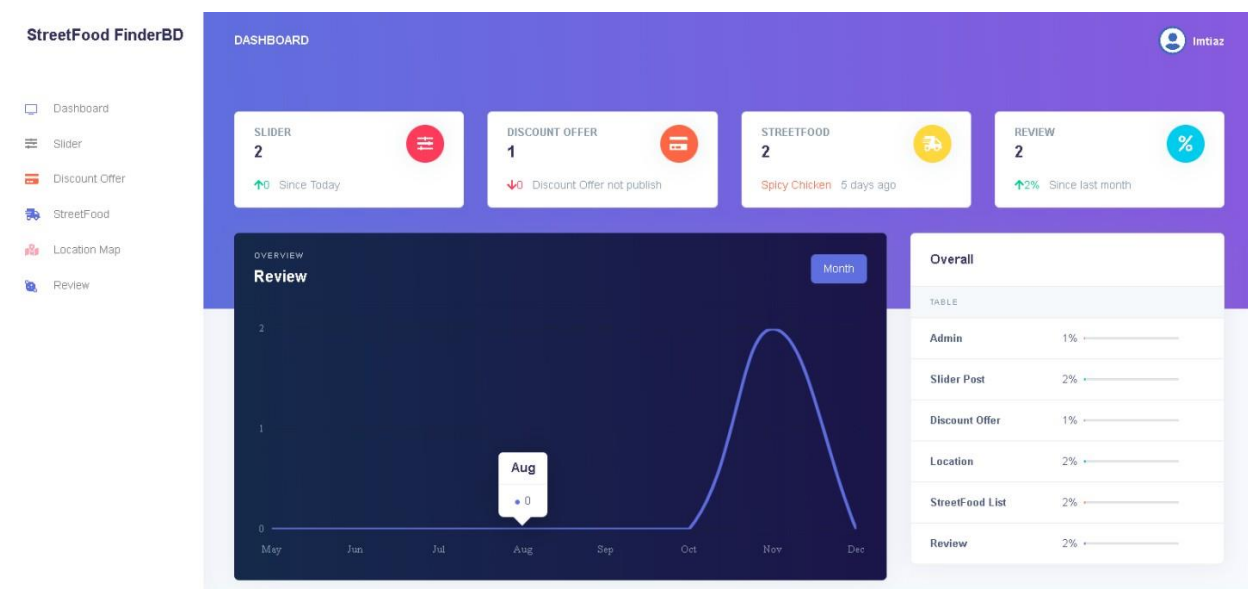 StreetFood FinderBD
Dashboard
Slider
Discount Offer
StreetFood
Location Map
Review
DASHBOARD
Imtiaz
SLIDER
2
0 Since Today
DISCOUNT OFFER
1
0 Discount Offer not publish
STREETFOOD
2
Spicy Chicken 5 days ago
REVIEW
2
2% Since last month
OVERVIEW
Review
Month
2
1
0
Aug
0
May Jun Jul Aug Sep Oct Nov Dec
Overall
TABLE
Admin 1%
Slider Post 2%
Discount Offer 1%
Location 2%
StreetFood List 2%
Review 2%